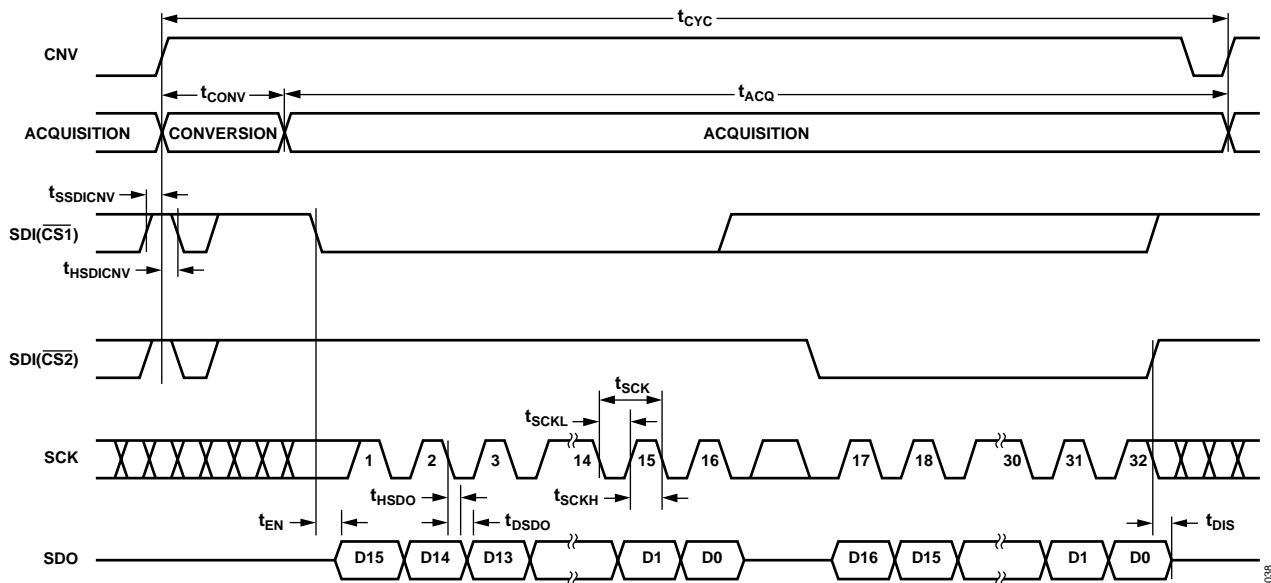 tCYC
CNV
tCONV
tACQ
ACQUISITION
CONVERSION
ACQUISITION
tSSDICNV
SDI(CS1)
tHSDICNV
SDI(CS2)
tSCK
tSCKL
SCK
1 2 3 14 15 16 17 18 30 31 32
tHSDO
tSCKH
tEN
tDSDO
tDIS
SDO
D15 D14 D13 D1 D0 D16 D15 D1 D0
038